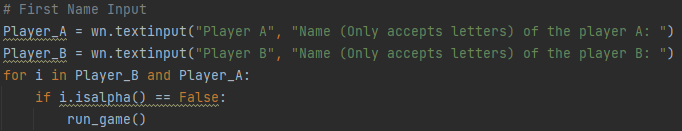 # First Name Input
Player_A = wn.textinput("Player A", "Name (Only accepts letters) of the player A: ")
Player_B = wn.textinput("Player B", "Name (Only accepts letters) of the player B: ")
for i in Player_B and Player_A:
    if i.isalpha() == False:
        run_game()